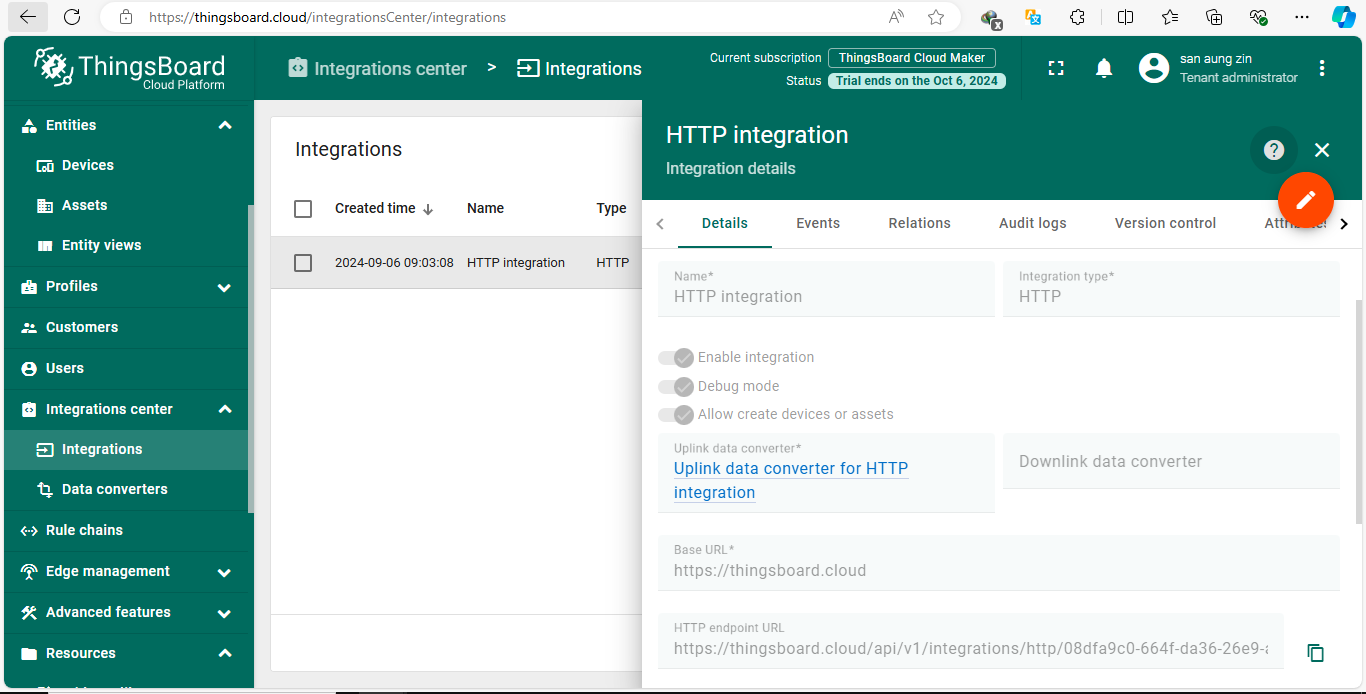 https://thingsboard.cloud/integrationsCenter/integrations
ThingsBoard
Cloud Platform
Integrations center > Integrations
Current subscription ThingsBoard Cloud Maker
Status Trial ends on the Oct 6, 2024
san aung zin
Tenant administrator
Entities
Devices
Assets
Entity views
Profiles
Customers
Users
Integrations center
Integrations
Data converters
Rule chains
Edge management
Advanced features
Resources
Integrations
Created time Name Type
2024-09-06 09:03:08 HTTP integration HTTP
HTTP integration
Integration details
Details Events Relations Audit logs Version control
Name*
HTTP integration
Integration type*
HTTP
Enable integration
Debug mode
Allow create devices or assets
Uplink data converter*
Uplink data converter for HTTP
integration
Downlink data converter
Base URL*
https://thingsboard.cloud
HTTP endpoint URL
https://thingsboard.cloud/api/v1/integrations/http/08dfa9c0-664f-da36-26e9-